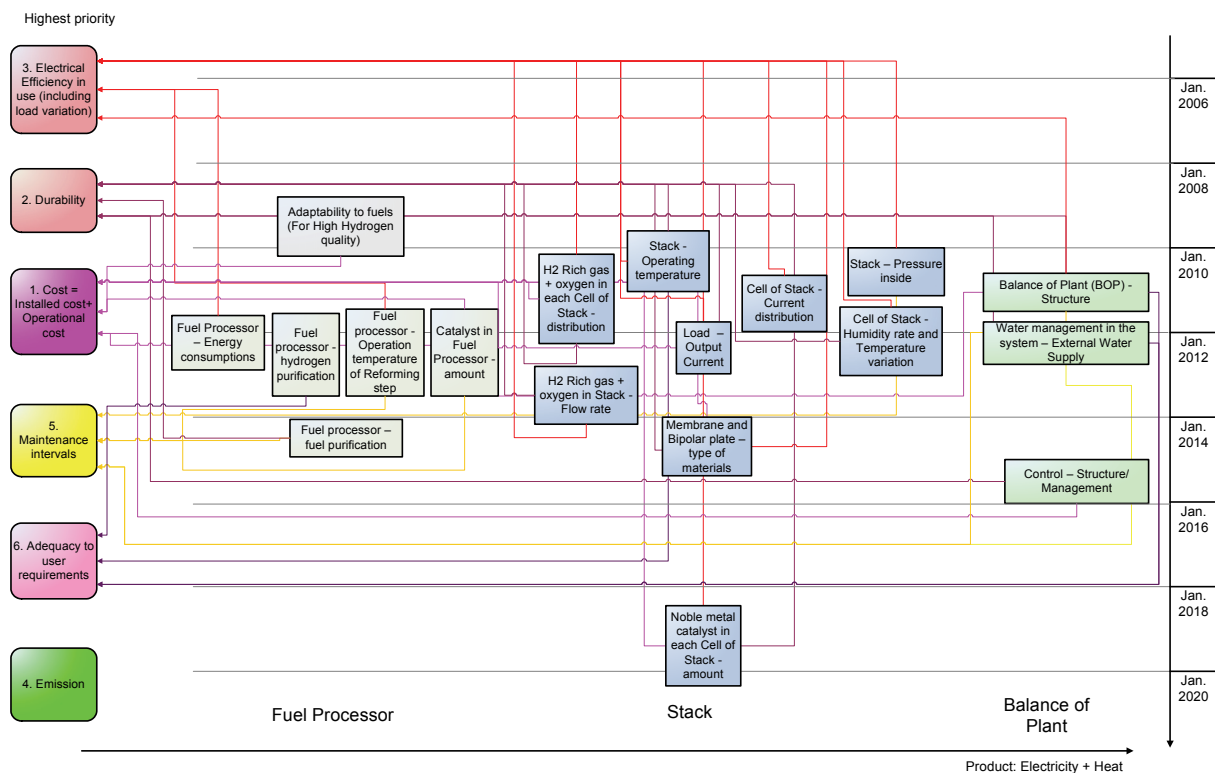 Highest priority
3. Electrical
Efficiency in
use (including
load variation)
2. Durability
1. Cost =
Installed cost+
Operational
cost
5.
Maintenance
intervals
6. Adequacy to
user
requirements
4. Emission
Adaptability to fuels
(For High Hydrogen
quality)
Fuel Processor
– Energy
consumptions
Fuel
processor -
hydrogen
purification
Fuel
processor -
Operation
temperature
of Reforming
step
Catalyst in
Fuel
Processor -
amount
Fuel processor –
fuel purification
H2 Rich gas
+ oxygen in
each Cell of
Stack -
distribution
Stack -
Operating
temperature
Load –
Output
Current
Cell of Stack -
Current
distribution
Stack – Pressure
inside
Cell of Stack -
Humidity rate and
Temperature
variation
H2 Rich gas +
oxygen in Stack -
Flow rate
Membrane and
Bipolar plate –
type of
materials
Noble metal
catalyst in
each Cell of
Stack -
amount
Balance of Plant (BOP) -
Structure
Water management in the
system – External Water
Supply
Control – Structure/
Management
Jan.
2006
Jan.
2008
Jan.
2010
Jan.
2012
Jan.
2014
Jan.
2016
Jan.
2018
Jan.
2020
Fuel Processor
Stack
Balance of
Plant
Product: Electricity + Heat